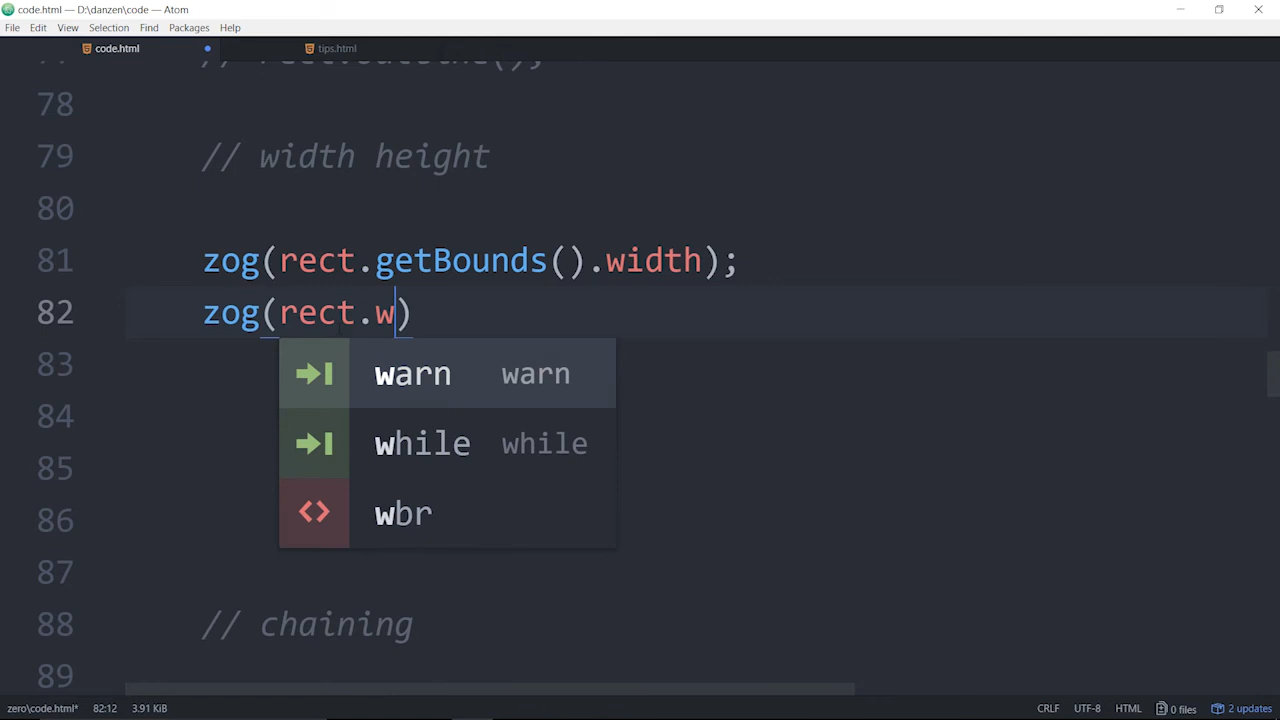 code.html — D:\danzen\code — Atom
File Edit View Selection Find Packages Help
code.html tips.html
77 // rect.outline();
78
79 // width height
80
81 zog(rect.getBounds().width);
82 zog(rect.w)
83 warn warn
84
85 while while
86 wbr
87
88 // chaining
89
zero\code.html* 82:12 3.91 KiB CRLF UTF-8 HTML 0 files 2 updates